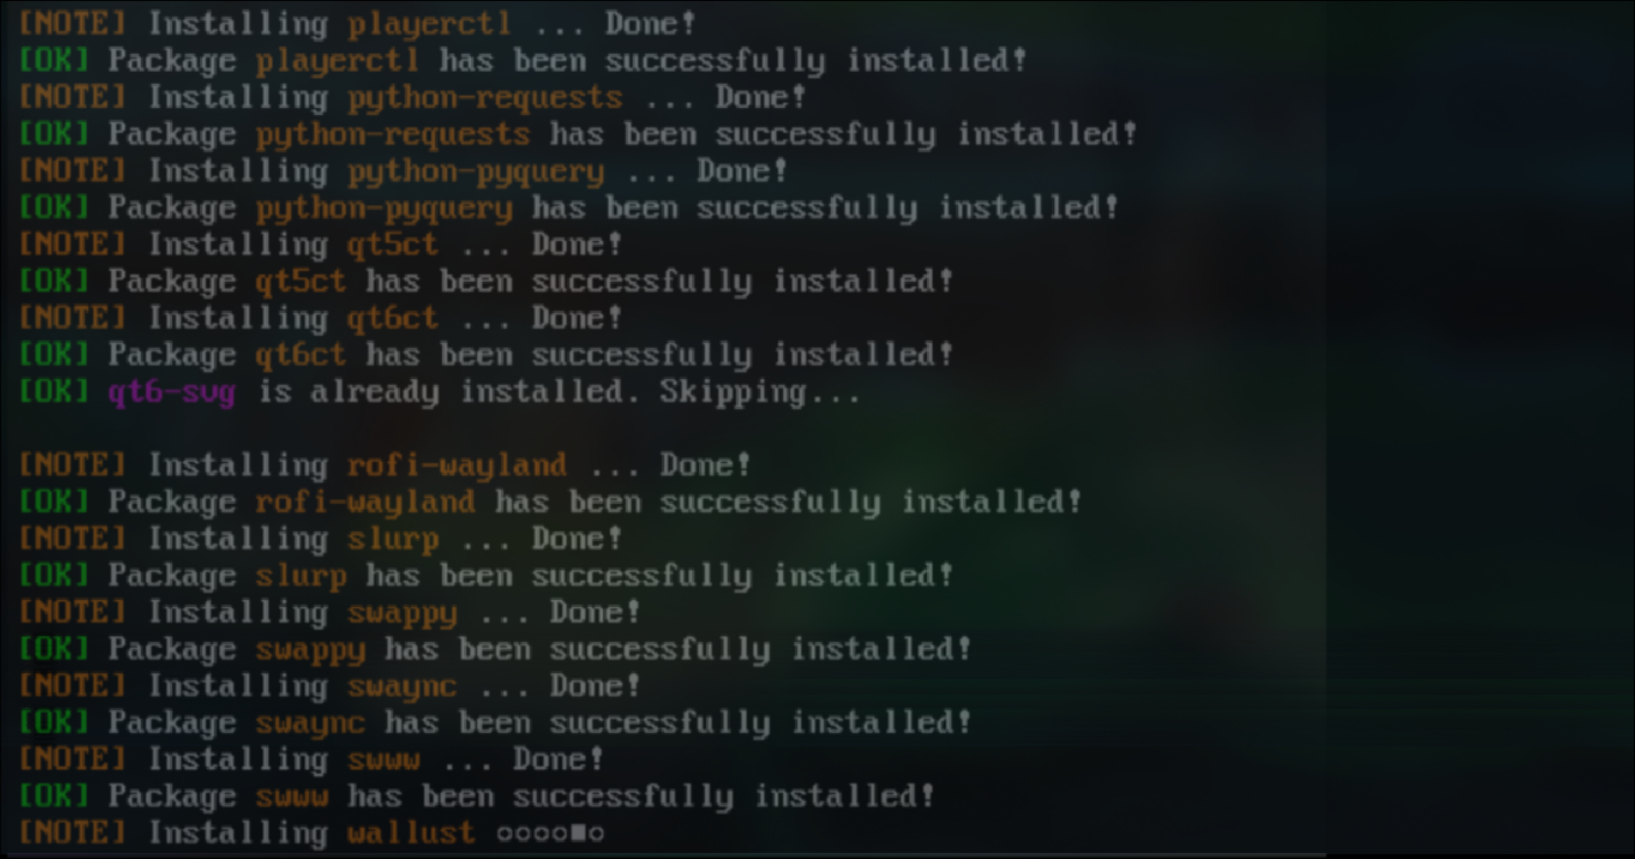 [NOTE] Installing playerctl ... Done!
[OK] Package playerctl has been successfully installed!
[NOTE] Installing python-requests ... Done!
[OK] Package python-requests has been successfully installed!
[NOTE] Installing python-pyquery ... Done!
[OK] Package python-pyquery has been successfully installed!
[NOTE] Installing qt5ct ... Done!
[OK] Package qt5ct has been successfully installed!
[NOTE] Installing qt6ct ... Done!
[OK] Package qt6ct has been successfully installed!
[OK] qt6-svg is already installed. Skipping...
[NOTE] Installing rofi-wayland ... Done!
[OK] Package rofi-wayland has been successfully installed!
[NOTE] Installing slurp ... Done!
[OK] Package slurp has been successfully installed!
[NOTE] Installing swappy ... Done!
[OK] Package swappy has been successfully installed!
[NOTE] Installing swaync ... Done!
[OK] Package swaync has been successfully installed!
[NOTE] Installing swww ... Done!
[OK] Package swww has been successfully installed!
[NOTE] Installing wallust ○○○○■○